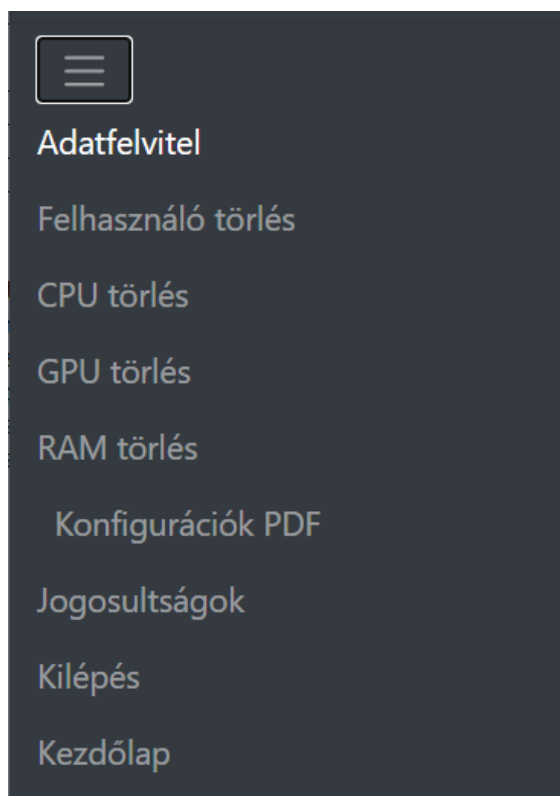 Adatfelvitel
Felhasználó törlés
CPU törlés
GPU törlés
RAM törlés
Konfigurációk PDF
Jogosultságok
Kilépés
Kezdőlap